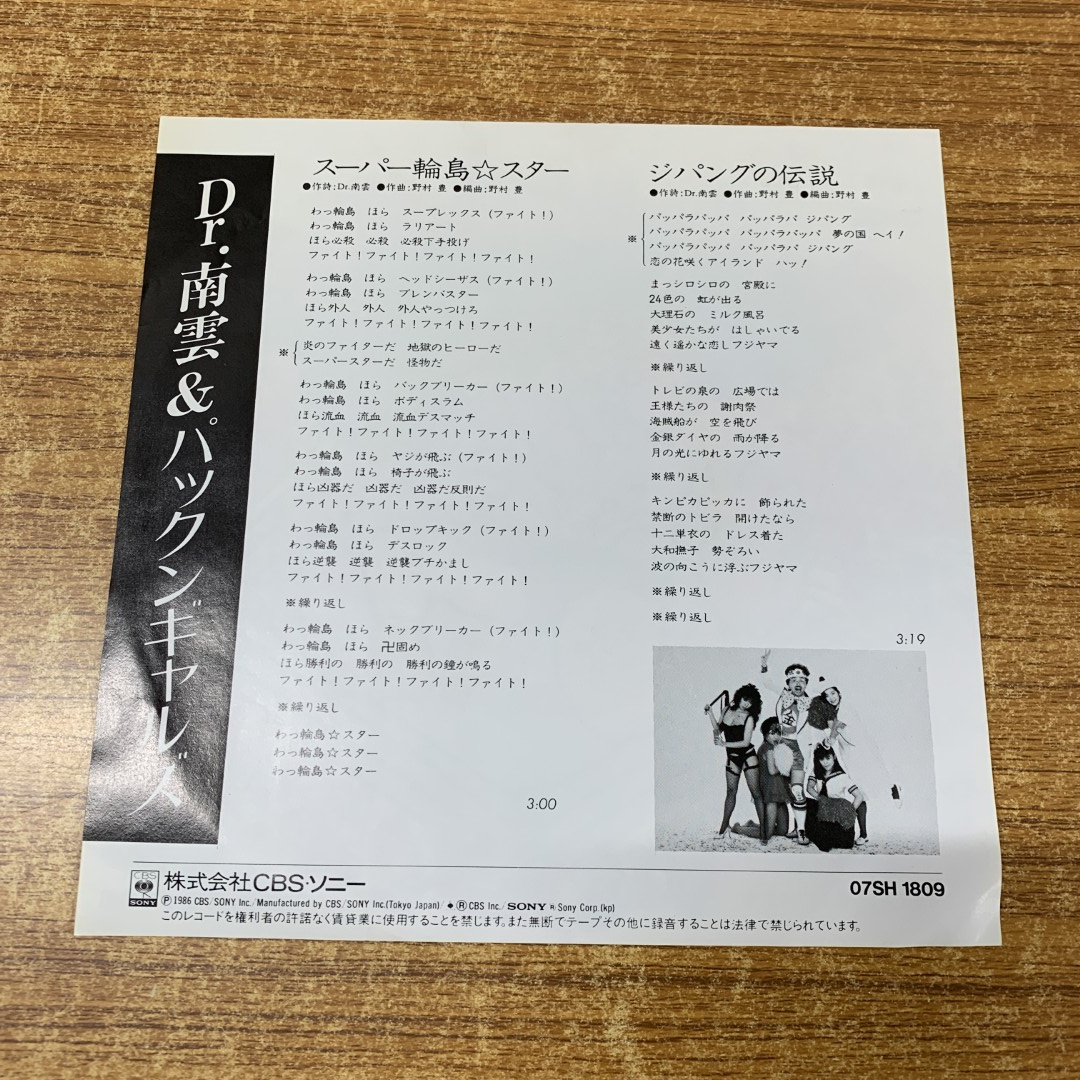 Dr.南雲&パックンギャルズ
スーパー輪島☆スター
●作詩:Dr.南雲 ●作曲:野村 豊 ●編曲:野村 豊
わっ輪島 ほら スープレックス(ファイト!)
わっ輪島 ほら ラリアート
ほら必殺 必殺 必殺下手投げ
ファイト!ファイト!ファイト!ファイト!
わっ輪島 ほら ヘッドシーザス(ファイト!)
わっ輪島 ほら ブレンバスター
ほら外人 外人 外人やっつけろ
ファイト!ファイト!ファイト!ファイト!
※ 炎のファイターだ 地獄のヒーローだ
スーパースターだ 怪物だ
わっ輪島 ほら バックブリーカー(ファイト!)
わっ輪島 ほら ボディスラム
ほら流血 流血 流血デスマッチ
ファイト!ファイト!ファイト!ファイト!
わっ輪島 ほら ヤジが飛ぶ(ファイト!)
わっ輪島 ほら 椅子が飛ぶ
ほら凶器だ 凶器だ 凶器だ反則だ
ファイト!ファイト!ファイト!ファイト!
わっ輪島 ほら ドロップキック(ファイト!)
わっ輪島 ほら デスロック
ほら逆襲 逆襲 逆襲ブチかまし
ファイト!ファイト!ファイト!ファイト!
※繰り返し
わっ輪島 ほら ネックブリーカー(ファイト!)
わっ輪島 ほら 卍固め
ほら勝利の 勝利の 勝利の鐘が鳴る
ファイト!ファイト!ファイト!ファイト!
※繰り返し
わっ輪島☆スター
わっ輪島☆スター
わっ輪島☆スター
3:00
ジパングの伝説
●作詩:Dr.南雲 ●作曲:野村 豊 ●編曲:野村 豊
パッパラパッパ パッパラパ ジパング
※ パッパラパッパ パッパラパッパ 夢の国 ヘイ!
パッパラパッパ パッパラパ ジパング
恋の花咲くアイランド ハッ!
まっシロシロの 宮殿に
24色の 虹が出る
大理石の ミルク風呂
美少女たちが はしゃいでる
遠く遥かな恋しフジヤマ
※繰り返し
トレビの泉の 広場では
王様たちの 謝肉祭
海賊船が 空を飛び
金銀ダイヤの 雨が降る
月の光にゆれるフジヤマ
※繰り返し
キンピカピッカに 飾られた
禁断のトビラ 開けたなら
十二単衣の ドレス着た
大和撫子 勢ぞろい
波の向こうに浮ぶフジヤマ
※繰り返し
※繰り返し
3:19
CBS
SONY
株式会社CBS・ソニー
07SH 1809
Ⓟ1986 CBS/SONY Inc./Manufactured by CBS/SONY Inc.(Tokyo Japan)/ ◆ Ⓡ CBS Inc./ SONY ® Sony Corp.(kp)
このレコードを権利者の許諾なく賃貸業に使用することを禁じます。また無断でテープその他に録音することは法律で禁じられています。